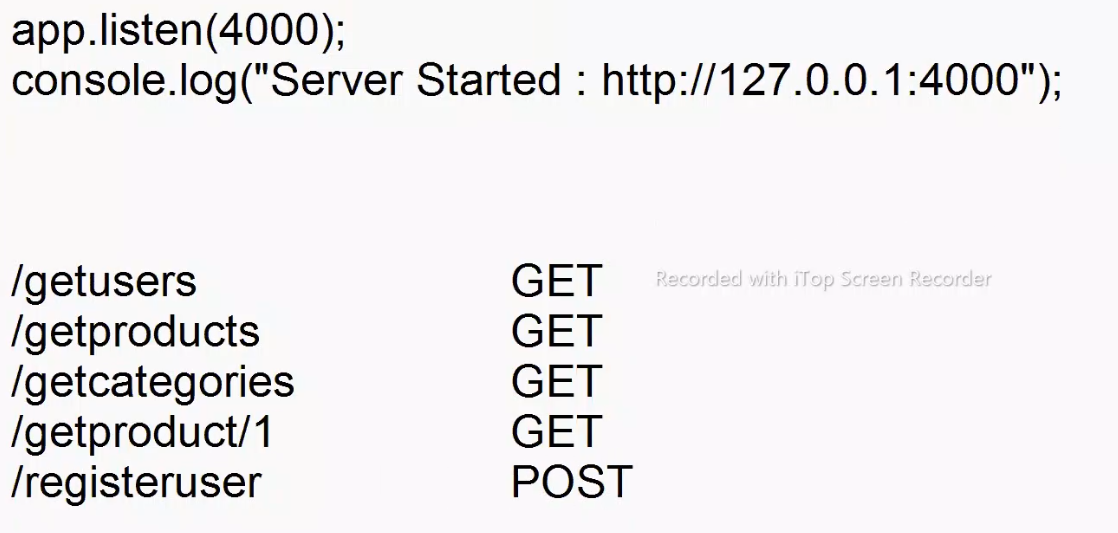 app.listen(4000);
console.log("Server Started : http://127.0.0.1:4000");
/getusers GET
Recorded with iTop Screen Recorder
/getproducts GET
/getcategories GET
/getproduct/1 GET
/registeruser POST